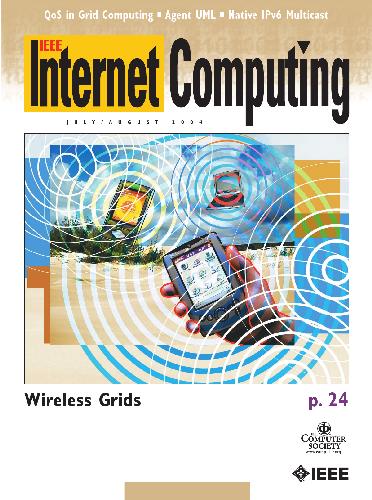 QoS in Grid Computing ▪ Agent UML ▪ Native IPv6 Multicast
IEEE
Internet Computing
JULY/AUGUST 2004
Wireless Grids p. 24
COMPUTER
SOCIETY
IEEE